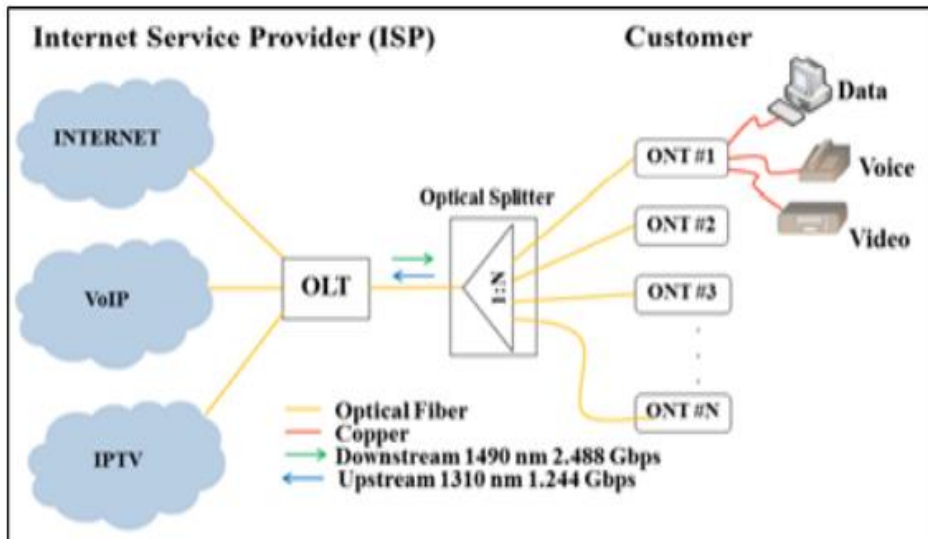 Internet Service Provider (ISP)
Customer
INTERNET
VoIP
IPTV
OLT
Optical Splitter
1:N
ONT #1
ONT #2
ONT #3
ONT #N
Data
Voice
Video
Optical Fiber
Copper
Downstream 1490 nm 2.488 Gbps
Upstream 1310 nm 1.244 Gbps